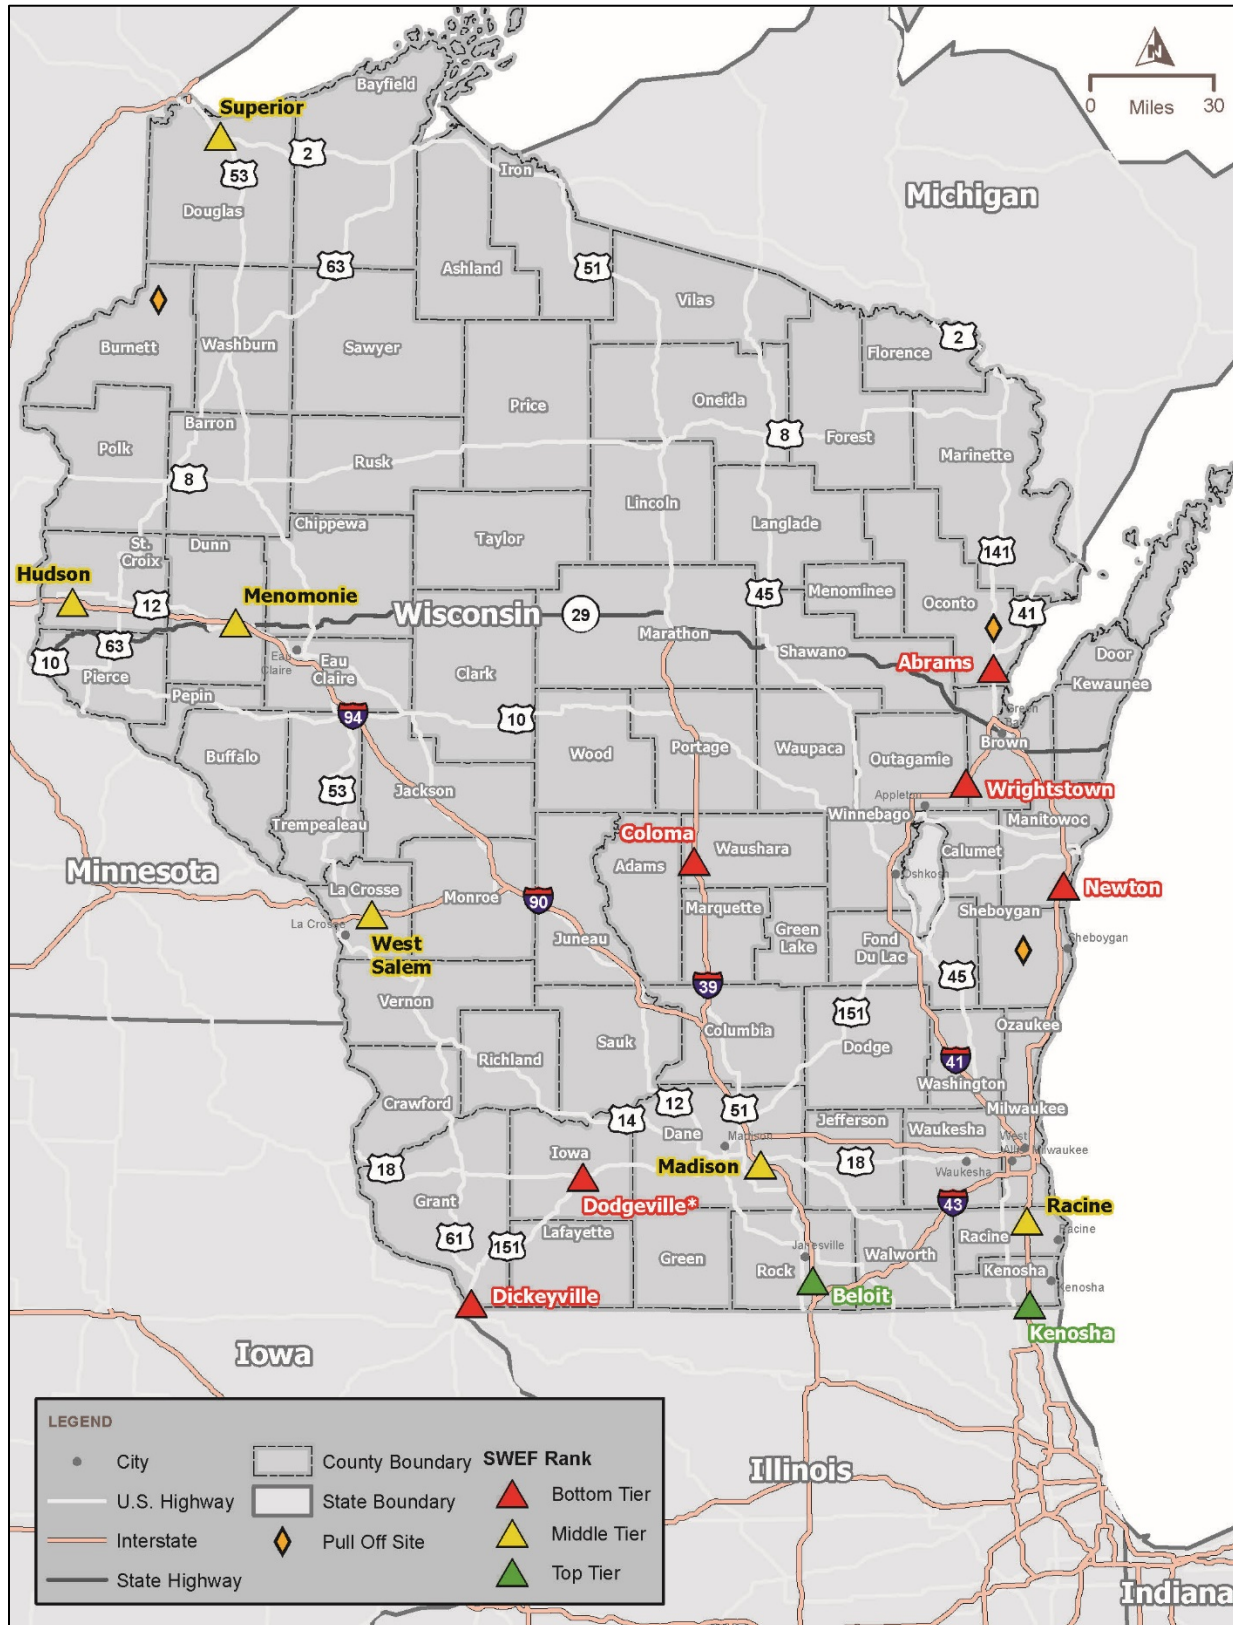 Bayfield
Superior
2
53
Iron
N
0 Miles 30
Michigan
Douglas
63
51
Ashland
Vilas
2
Burnett
Washburn
Sawyer
Florence
Price
Oneida
Barron
8
Forest
Polk
Rusk
Marinette
8
Lincoln
Chippewa
Langlade
St.
Croix
Dunn
Taylor
141
Hudson
12
Menomonie
Wisconsin
29
45
Menominee
Oconto
41
Marathon
63
10
Eau
Claire
Eau
Claire
Shawano
Abrams
Door
Pierce
Clark
Kewaunee
Pepin
94
10
Green
Bay
Brown
Buffalo
Wood
Portage
Waupaca
Outagamie
53
Jackson
Appleton
Wrightstown
Trempealeau
Coloma
Winnebago
Manitowoc
Minnesota
Adams
Waushara
Calumet
Oshkosh
La Crosse
Monroe
90
Marquette
Newton
Sheboygan
La Crosse
West
Salem
Juneau
Green
Lake
Fond
Du Lac
Sheboygan
45
39
Vernon
151
Columbia
Ozaukee
Richland
Sauk
Dodge
41
Washington
Crawford
12
51
Milwaukee
14
Dane
Madison
Jefferson
Waukesha
West
Allis
Milwaukee
Iowa
Madison
18
Waukesha
18
Grant
Dodgeville*
43
Racine
61
151
Lafayette
Green
Janesville
Rock
Walworth
Racine
Racine
Kenosha
Kenosha
Dickeyville
Beloit
Kenosha
Iowa
Illinois
Indiana
LEGEND
City
U.S. Highway
Interstate
State Highway
County Boundary
State Boundary
Pull Off Site
SWEF Rank
Bottom Tier
Middle Tier
Top Tier